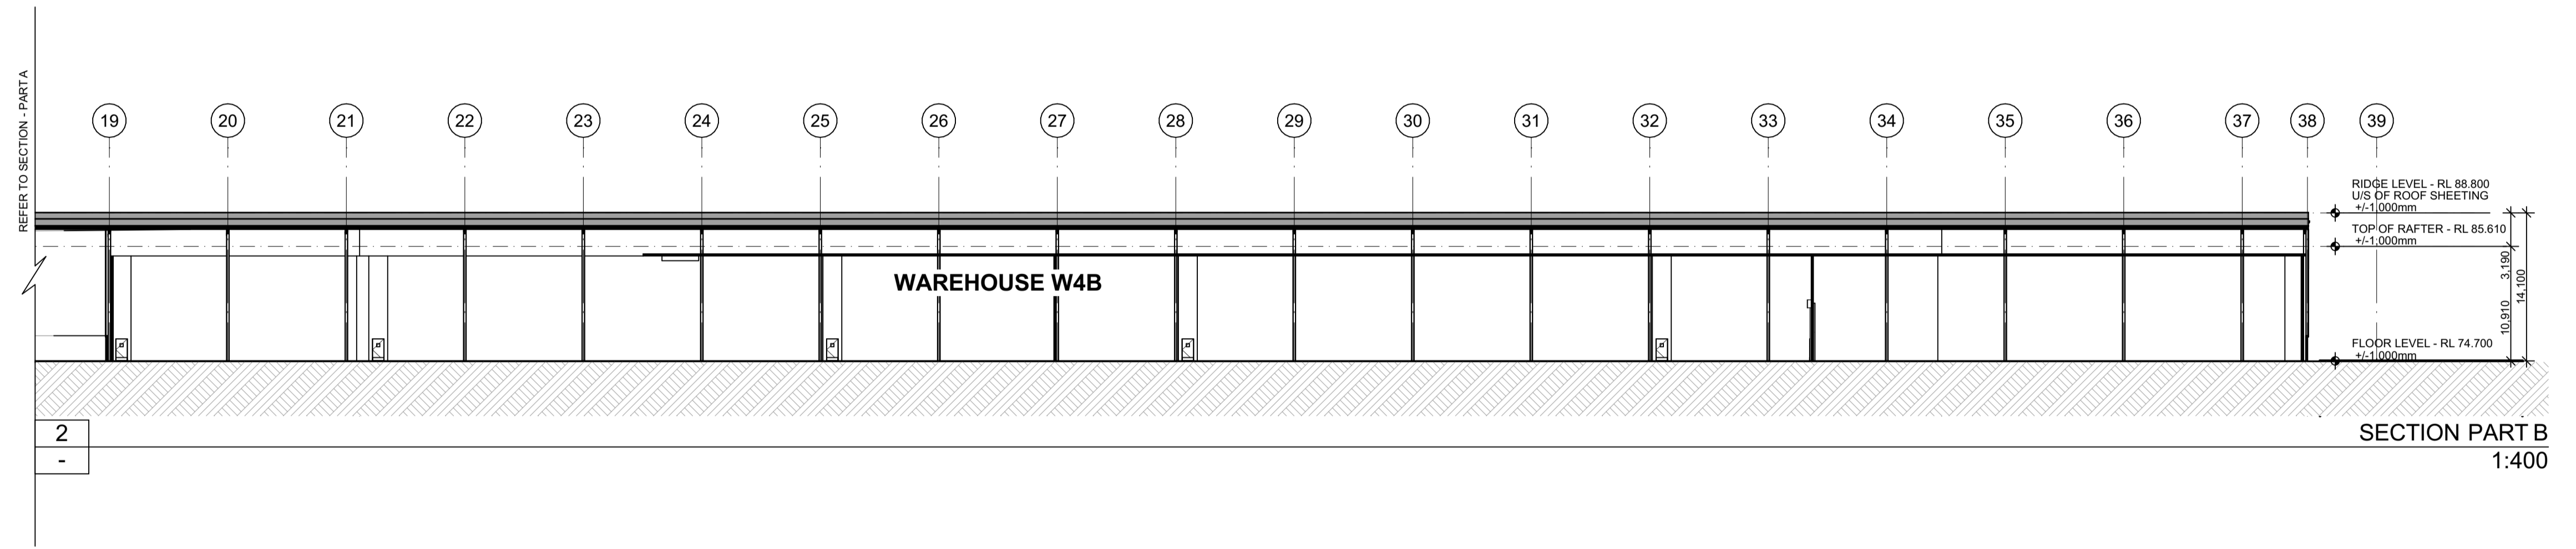 REFER TO SECTION - PART A
19 20 21 22 23 24 25 26 27 28 29 30 31 32 33 34 35 36 37 38 39
RIDGE LEVEL - RL 88.800
U/S OF ROOF SHEETING
+/-1,000mm
TOP OF RAFTER - RL 85.610
+/-1,000mm
3,190
14,100
WAREHOUSE W4B
10,910
FLOOR LEVEL - RL 74.700
+/-1,000mm
2
-
SECTION PART B
1:400